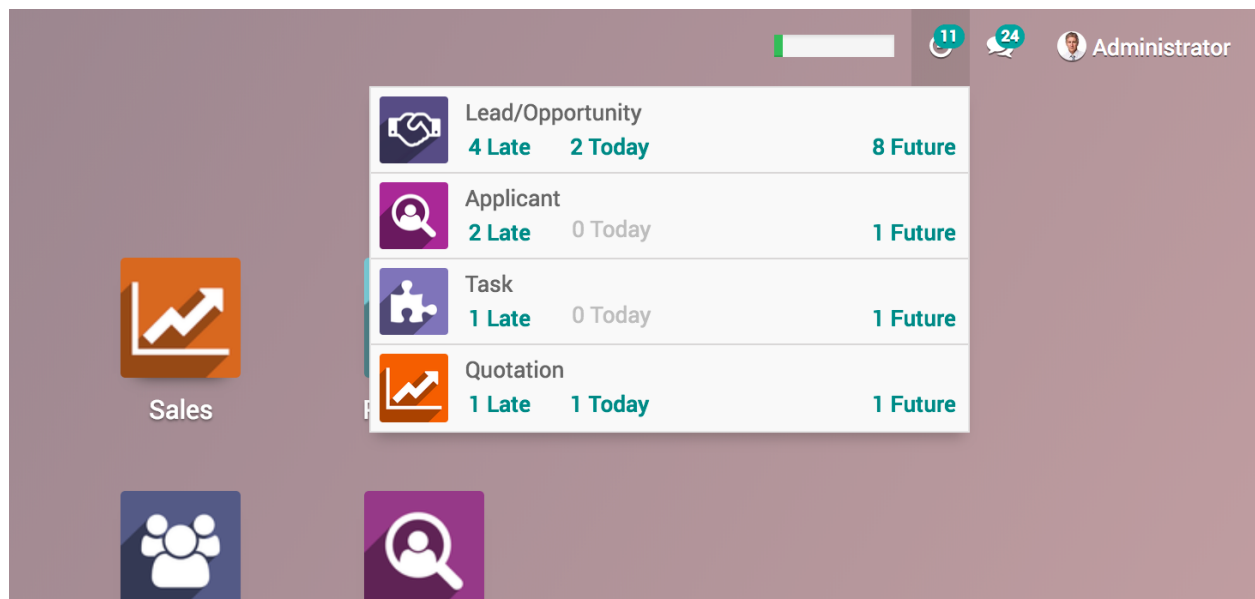 11
24
Administrator
Lead/Opportunity
4 Late 2 Today 8 Future
Applicant
2 Late 0 Today 1 Future
Task
1 Late 0 Today 1 Future
Quotation
1 Late 1 Today 1 Future
Sales